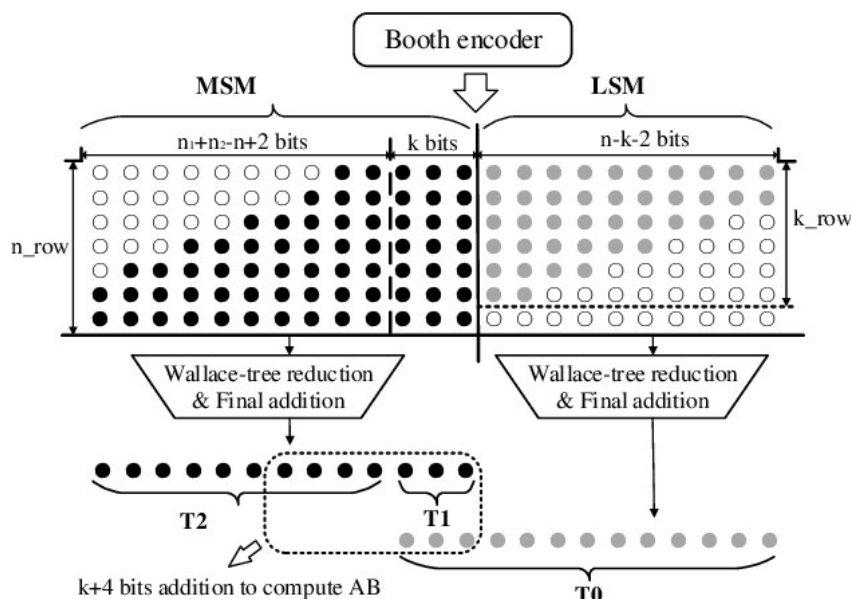 Booth encoder
MSM
LSM
n₁+n₂-n+2 bits
k bits
n-k-2 bits
n_row
k_row
Wallace-tree reduction
& Final addition
Wallace-tree reduction
& Final addition
T2
T1
k+4 bits addition to compute AB
T0